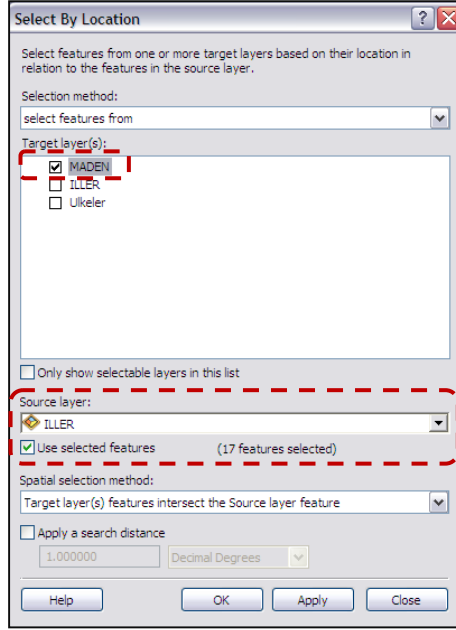 Select By Location
Select features from one or more target layers based on their location in
relation to the features in the source layer.
Selection method:
select features from
Target layer(s):
MADEN
ILLER
Ulkeler
Only show selectable layers in this list
Source layer:
ILLER
Use selected features (17 features selected)
Spatial selection method:
Target layer(s) features intersect the Source layer feature
Apply a search distance
1.000000 Decimal Degrees
Help OK Apply Close